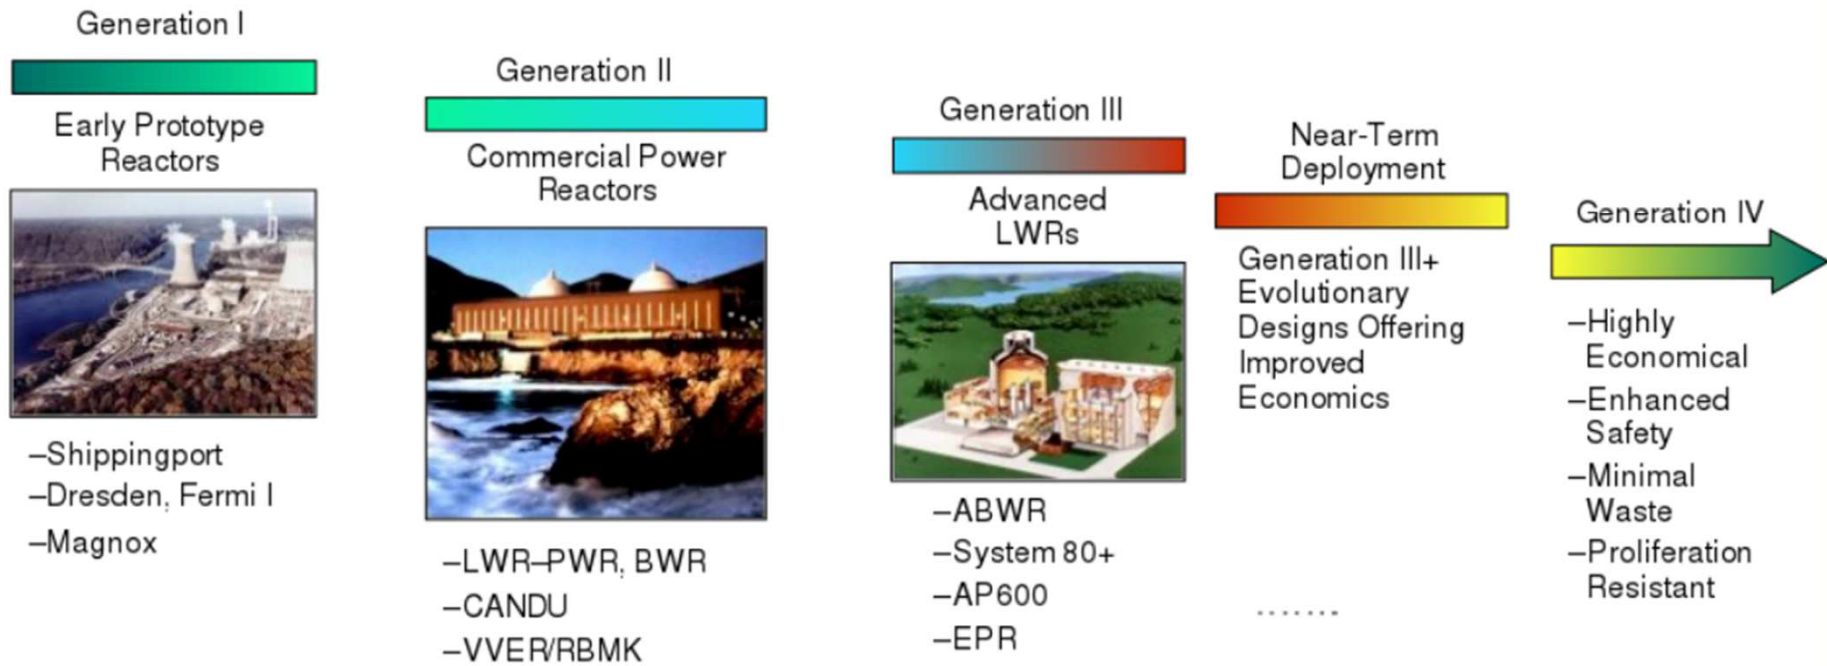 Generation I
Early Prototype
Reactors
–Shippingport
–Dresden, Fermi I
–Magnox
Generation II
Commercial Power
Reactors
–LWR–PWR, BWR
–CANDU
–VVER/RBMK
Generation III
Advanced
LWRs
–ABWR
–System 80+
–AP600
–EPR
Near-Term
Deployment
Generation III+
Evolutionary
Designs Offering
Improved
Economics
.......
Generation IV
–Highly
Economical
–Enhanced
Safety
–Minimal
Waste
–Proliferation
Resistant